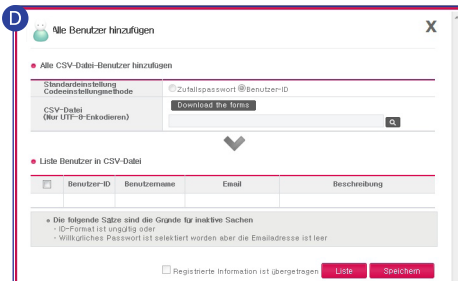 D
Alle Benutzer hinzufügen
X
Alle CSV-Datei-Benutzer hinzufügen
Standardeinstellung
Codeeinstellungmethode
Zufallspasswort Benutzer-ID
CSV-Datei
(Nur UTF-8-Enkodieren)
Download the forms
Liste Benutzer in CSV-Datei
Benutzer-ID Benutzername Email Beschreibung
Die folgende Sätze sind die Gründe für inaktive Sachen
- ID-Format ist ungültig oder
- Willkürliches Passwort ist selektiert worden aber die Emailadresse ist leer
Registrierte Information ist übergetragen Liste Speichern